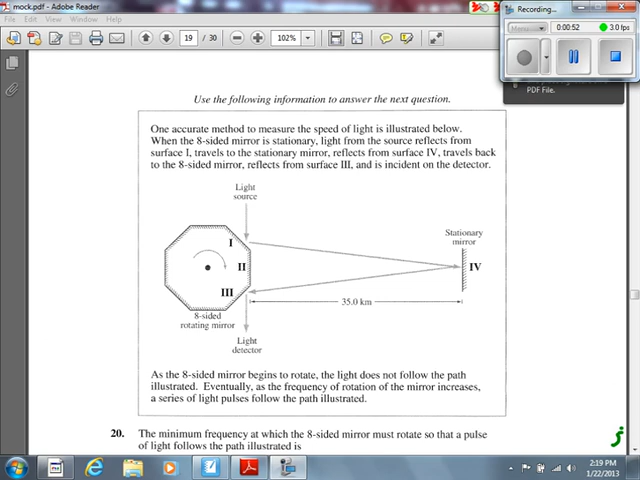 mock.pdf - Adobe Reader
File Edit View Window Help
19 / 30 102%
Recording...
Menu 0:00:52 3.0 fps
PDF File.
Use the following information to answer the next question.
One accurate method to measure the speed of light is illustrated below.
When the 8-sided mirror is stationary, light from the source reflects from
surface I, travels to the stationary mirror, reflects from surface IV, travels back
to the 8-sided mirror, reflects from surface III, and is incident on the detector.
Light
source
Stationary
mirror
I
II
IV
III
35.0 km
8-sided
rotating mirror
Light
detector
As the 8-sided mirror begins to rotate, the light does not follow the path
illustrated. Eventually, as the frequency of rotation of the mirror increases,
a series of light pulses follow the path illustrated.
20. The minimum frequency at which the 8-sided mirror must rotate so that a pulse
of light follows the path illustrated is
2:19 PM
1/22/2013